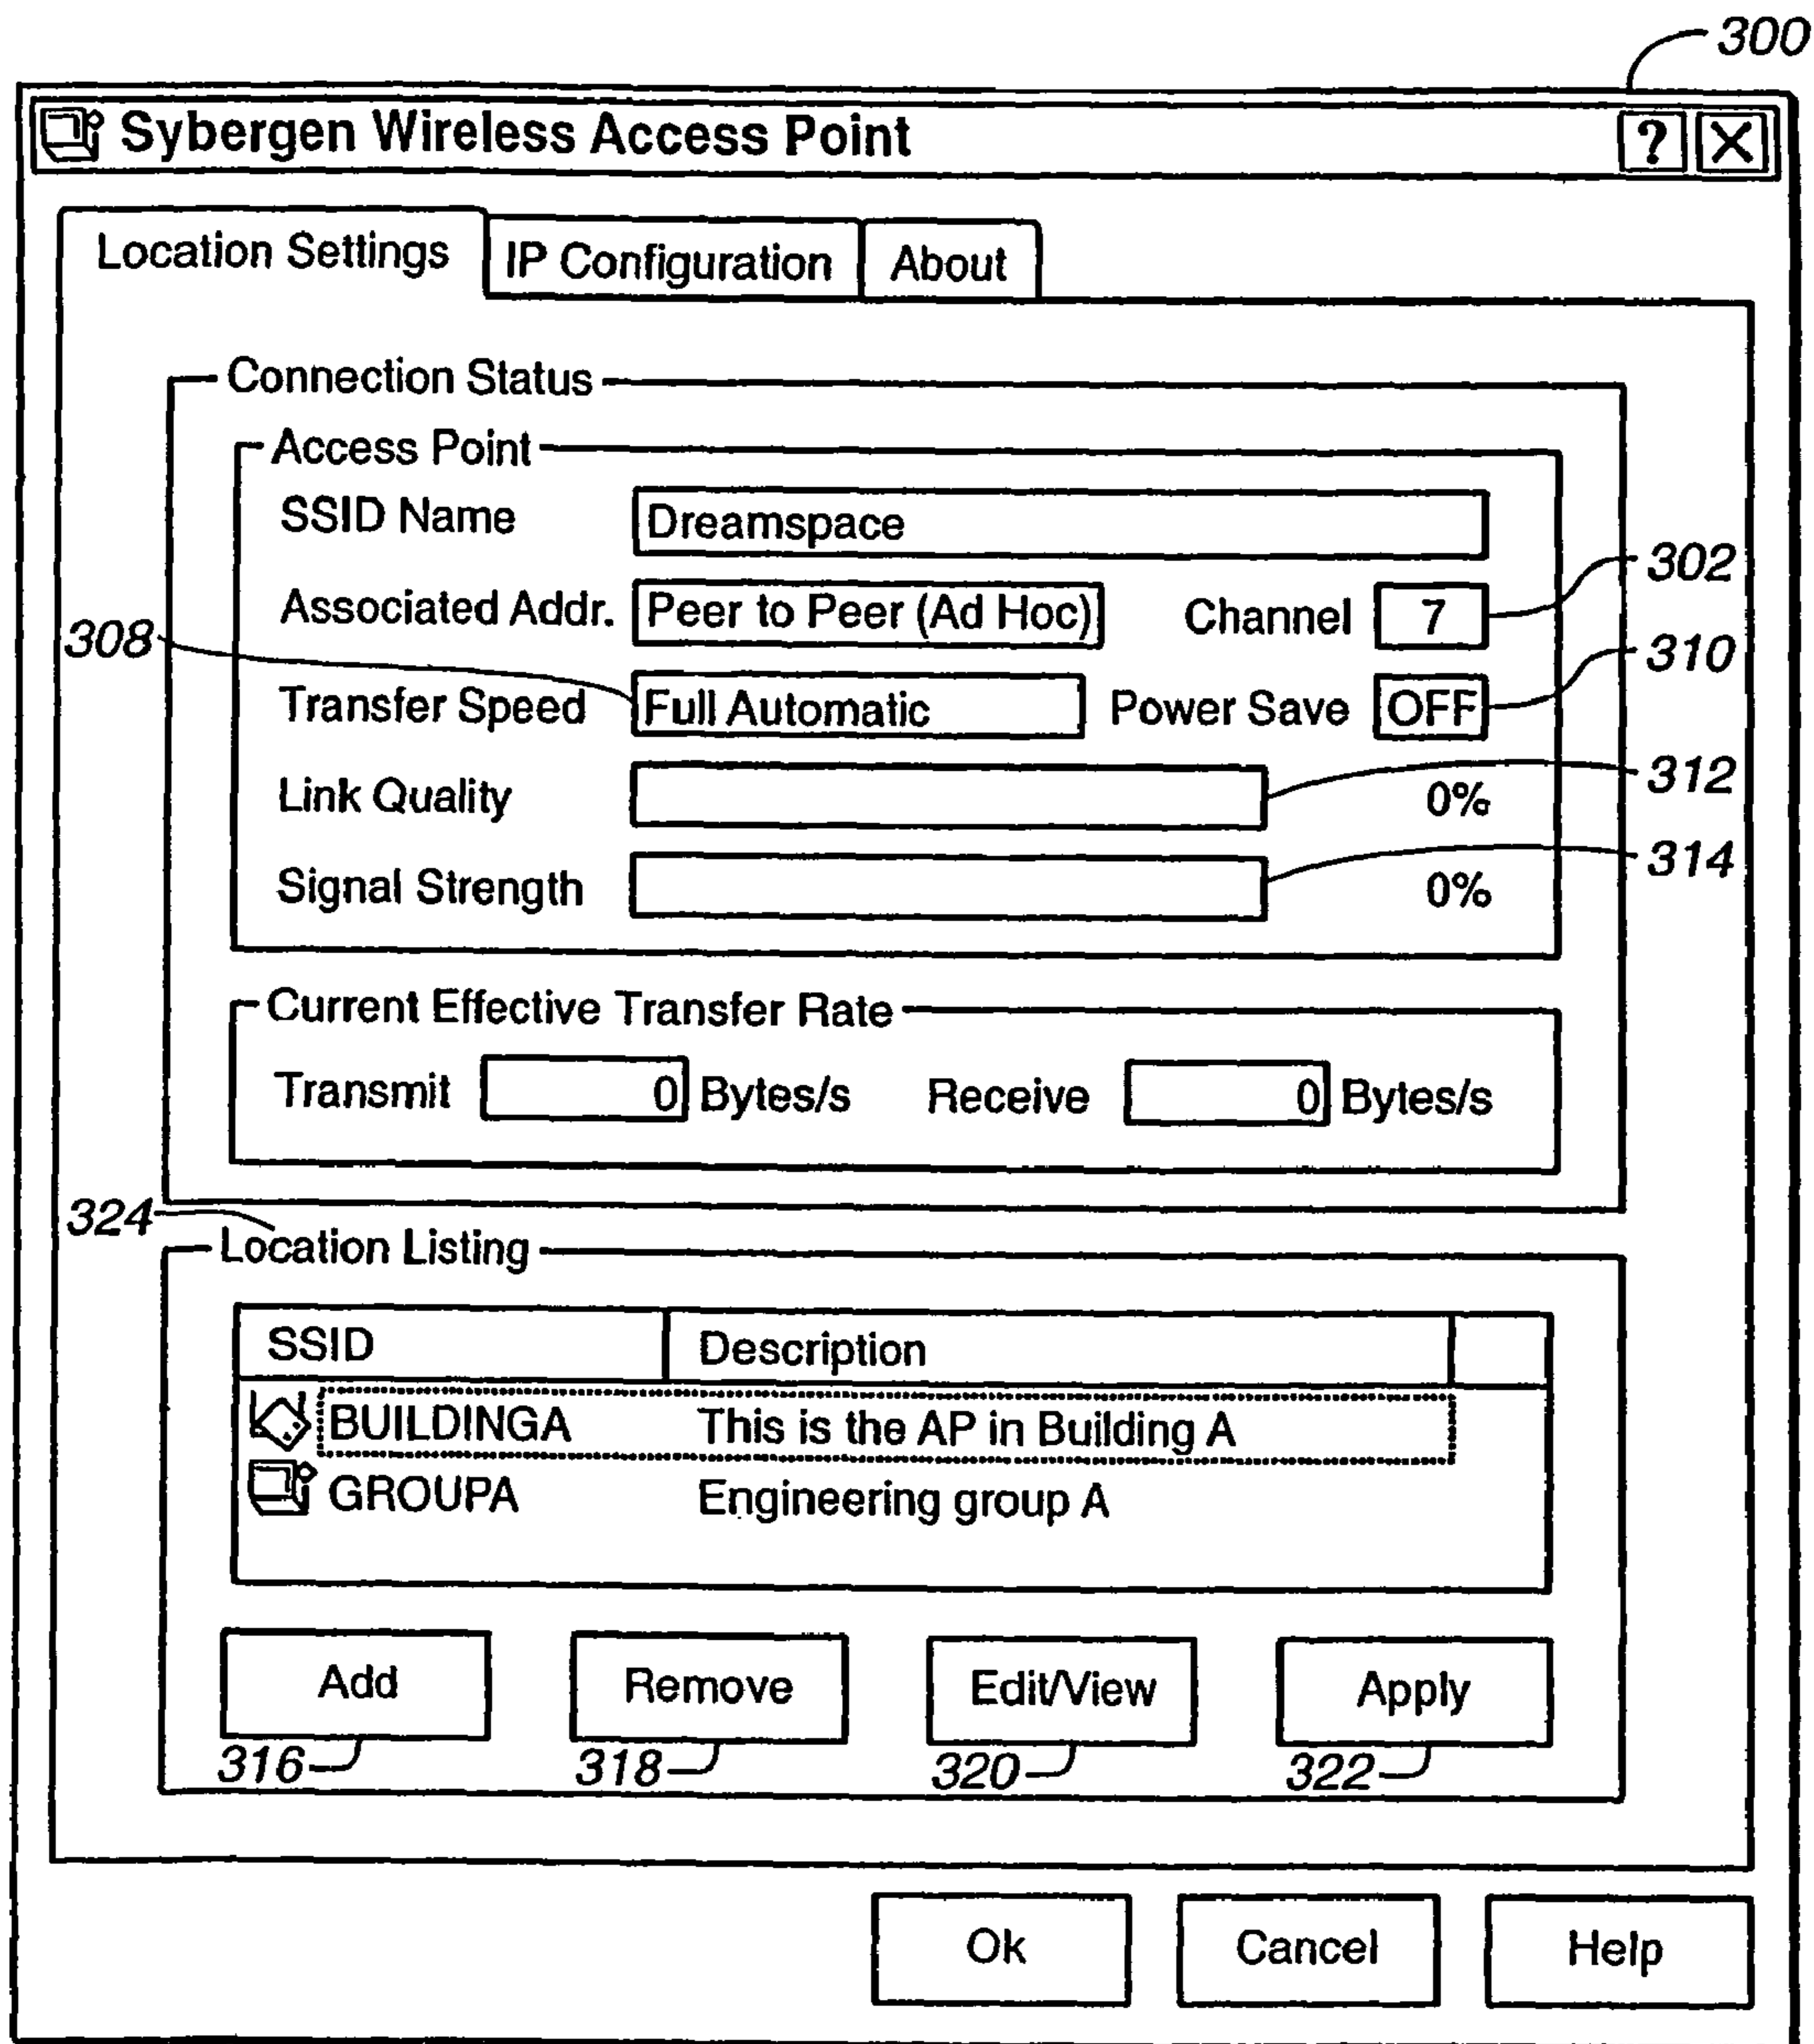 300
Sybergen Wireless Access Point ? X
Location Settings IP Configuration About
Connection Status
Access Point
SSID Name Dreamspace
302
Associated Addr. Peer to Peer (Ad Hoc) Channel 7
308
310
Transfer Speed Full Automatic Power Save OFF
312
Link Quality 0%
314
Signal Strength 0%
Current Effective Transfer Rate
Transmit 0 Bytes/s Receive 0 Bytes/s
324
Location Listing
SSID Description
BUILDINGA This is the AP in Building A
GROUPA Engineering group A
Add Remove Edit/View Apply
316 318 320 322
Ok Cancel Help